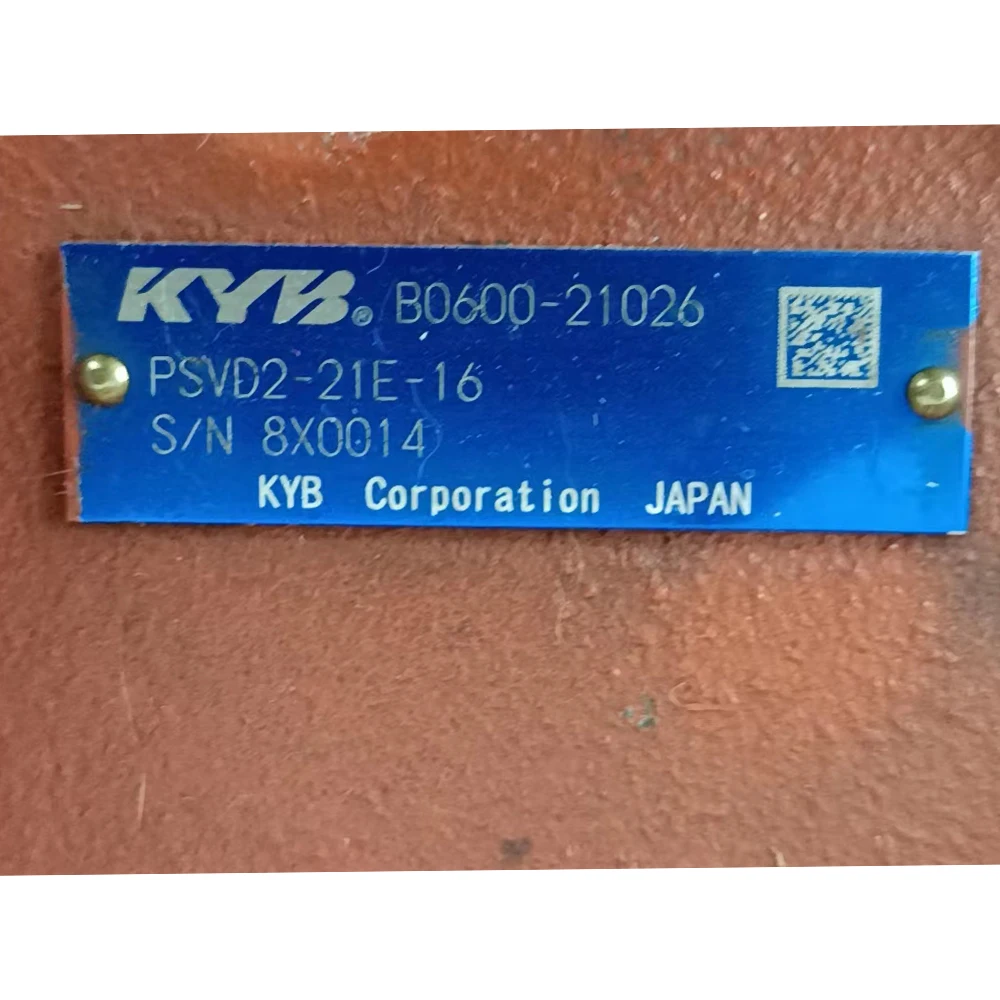 KYB® B0600-21026
PSVD2-21E-16
S/N 8X0014
KYB Corporation JAPAN